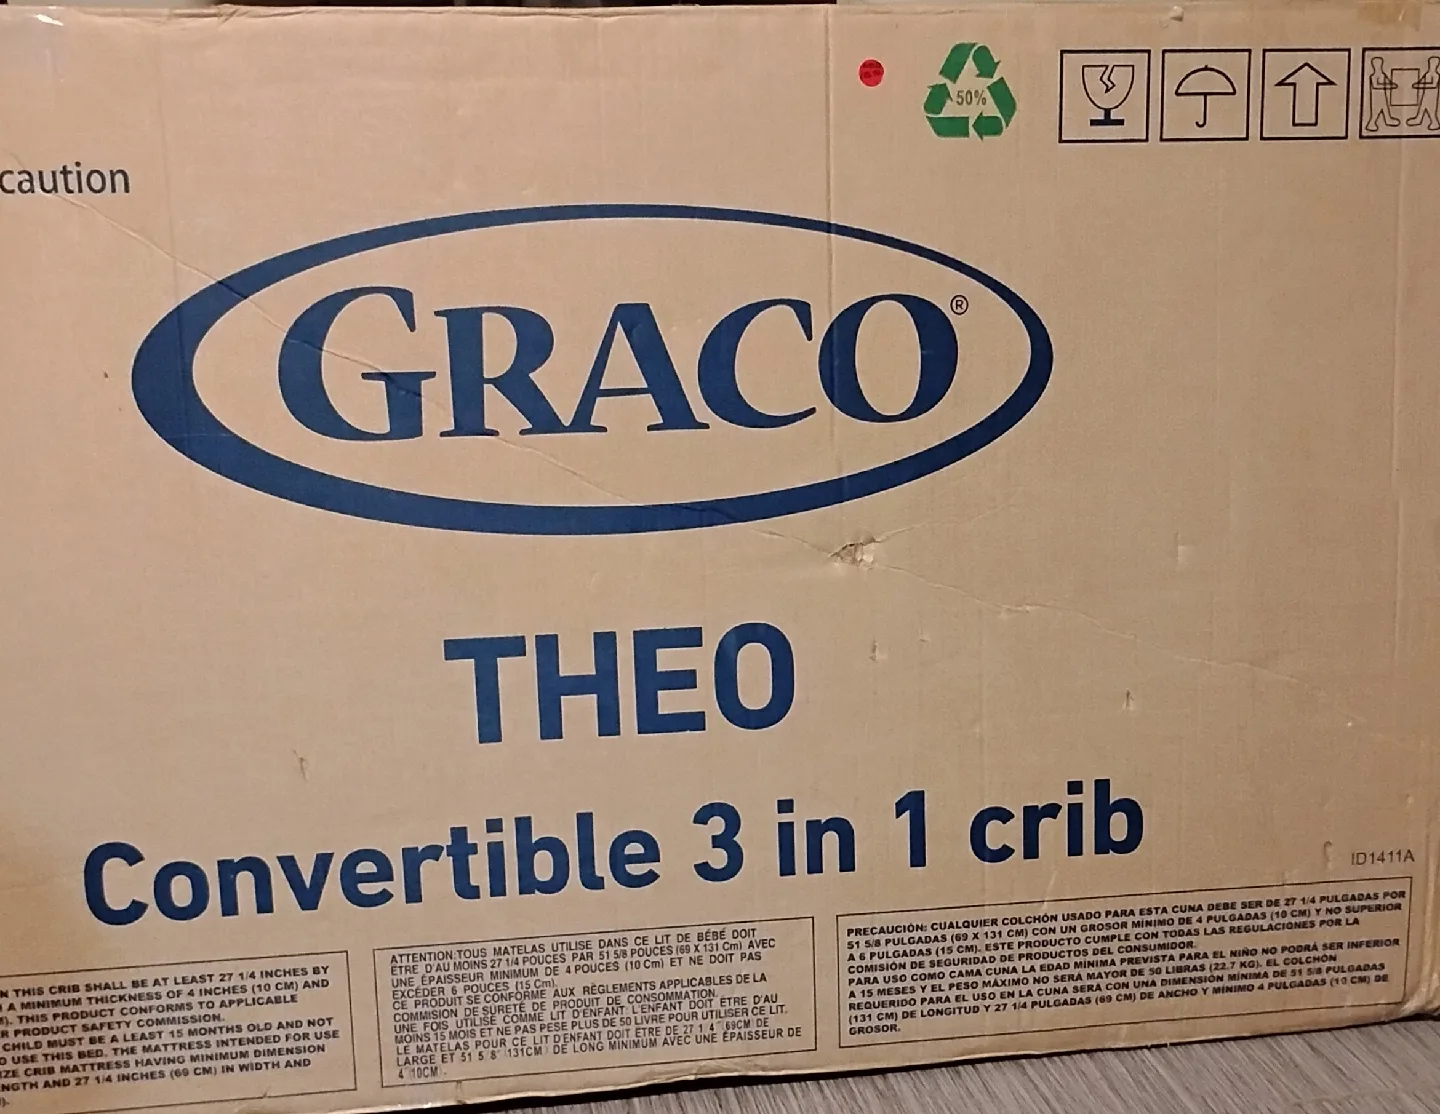 50%
caution
GRACO®
THEO
Convertible 3 in 1 crib
ID1411A
N THIS CRIB SHALL BE AT LEAST 27 1/4 INCHES BY
A MINIMUM THICKNESS OF 4 INCHES (10 CM) AND
THIS PRODUCT CONFORMS TO APPLICABLE
R PRODUCT SAFETY COMMISSION.
CHILD MUST BE A LEAST 15 MONTHS OLD AND NOT
O USE THIS BED. THE MATTRESS INTENDED FOR USE
IZE CRIB MATTRESS HAVING MINIMUM DIMENSION
ENGTH AND 27 1/4 INCHES (69 CM) IN WIDTH AND
ATTENTION:TOUS MATELAS UTILISE DANS CE LIT DE BÉBÉ DOIT
ÊTRE D'AU MOINS 27 1/4 POUCES PAR 51 5/8 POUCES (69 X 131 Cm) AVEC
UNE ÉPAISSEUR MINIMUM DE 4 POUCES (10 Cm) ET NE DOIT PAS
EXCÉDER 6 POUCES (15 Cm).
CE PRODUIT SE CONFORME AUX RÈGLEMENTS APPLICABLES DE LA
COMMISION DE SURETÉ DE PRODUIT DE CONSOMMATION.
UNE FOIS UTILISÉ COMME LIT D'ENFANT: L'ENFANT DOIT ÊTRE D'AU
MOINS 15 MOIS ET NE PAS PESE PLUS DE 50 LIVRE POUR UTILISER CE LIT.
LE MATELAS POUR CE LIT D'ENFANT DOIT ÊTRE DE 27 1 4" 69CM DE
LARGE ET 51 5 8" 131CM DE LONG MINIMUM AVEC UNE ÉPAISSEUR DE
4" 10CM.
PRECAUCIÓN: CUALQUIER COLCHÓN USADO PARA ESTA CUNA DEBE SER DE 27 1/4 PULGADAS POR
51 5/8 PULGADAS (69 X 131 CM) CON UN GROSOR MÍNIMO DE 4 PULGADAS (10 CM) Y NO SUPERIOR
A 6 PULGADAS (15 CM). ESTE PRODUCTO CUMPLE CON TODAS LAS REGULACIONES POR LA
COMISIÓN DE SEGURIDAD DE PRODUCTOS DEL CONSUMIDOR.
PARA USO COMO CAMA CUNA LA EDAD MÍNIMA PREVISTA PARA EL NIÑO NO PODRÁ SER INFERIOR
A 15 MESES Y EL PESO MÁXIMO NO SERÁ MAYOR DE 50 LIBRAS (22.7 KG). EL COLCHÓN
REQUERIDO PARA EL USO EN LA CUNA SERÁ CON UNA DIMENSIÓN MÍNIMA DE 51 5/8 PULGADAS
(131 CM) DE LONGITUD Y 27 1/4 PULGADAS (69 CM) DE ANCHO Y MÍNIMO 4 PULGADAS (10 CM) DE
GROSOR.